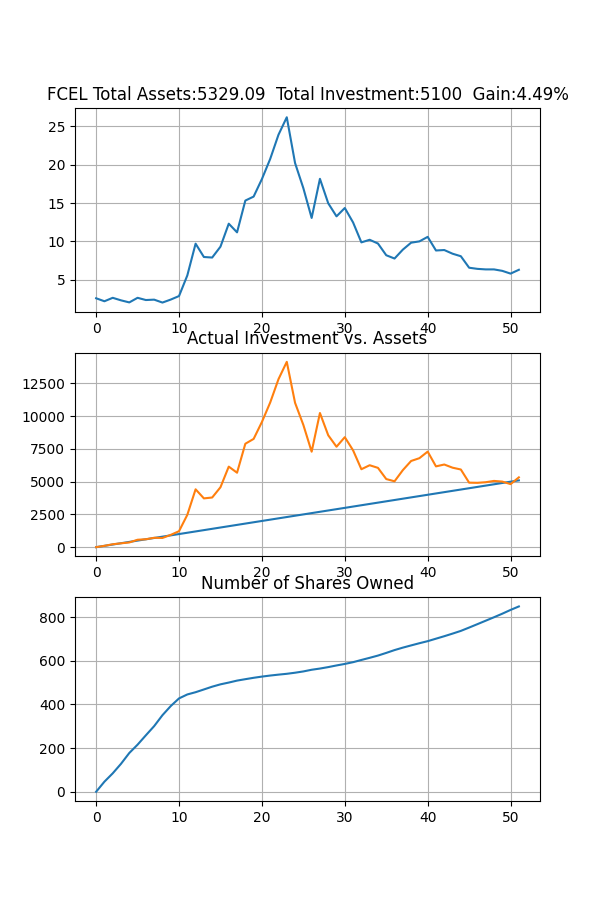 FCEL Total Assets:5329.09  Total Investment:5100  Gain:4.49%
25
20
15
10
5
0 10 20 30 40 50
Actual Investment vs. Assets
12500
10000
7500
5000
2500
0
0 10 20 30 40 50
Number of Shares Owned
800
600
400
200
0
0 10 20 30 40 50